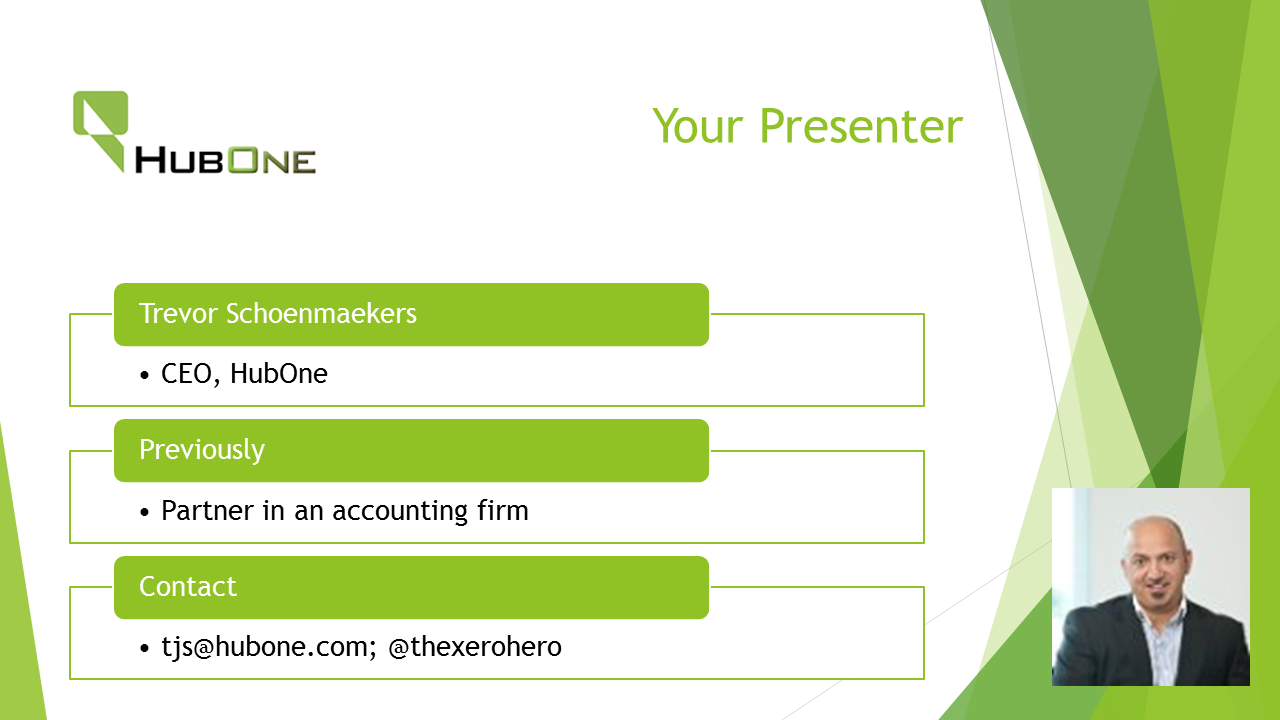 HUBONE
Your Presenter
Trevor Schoenmaekers
• CEO, HubOne
Previously
• Partner in an accounting firm
Contact
• tjs@hubone.com; @thexerohero